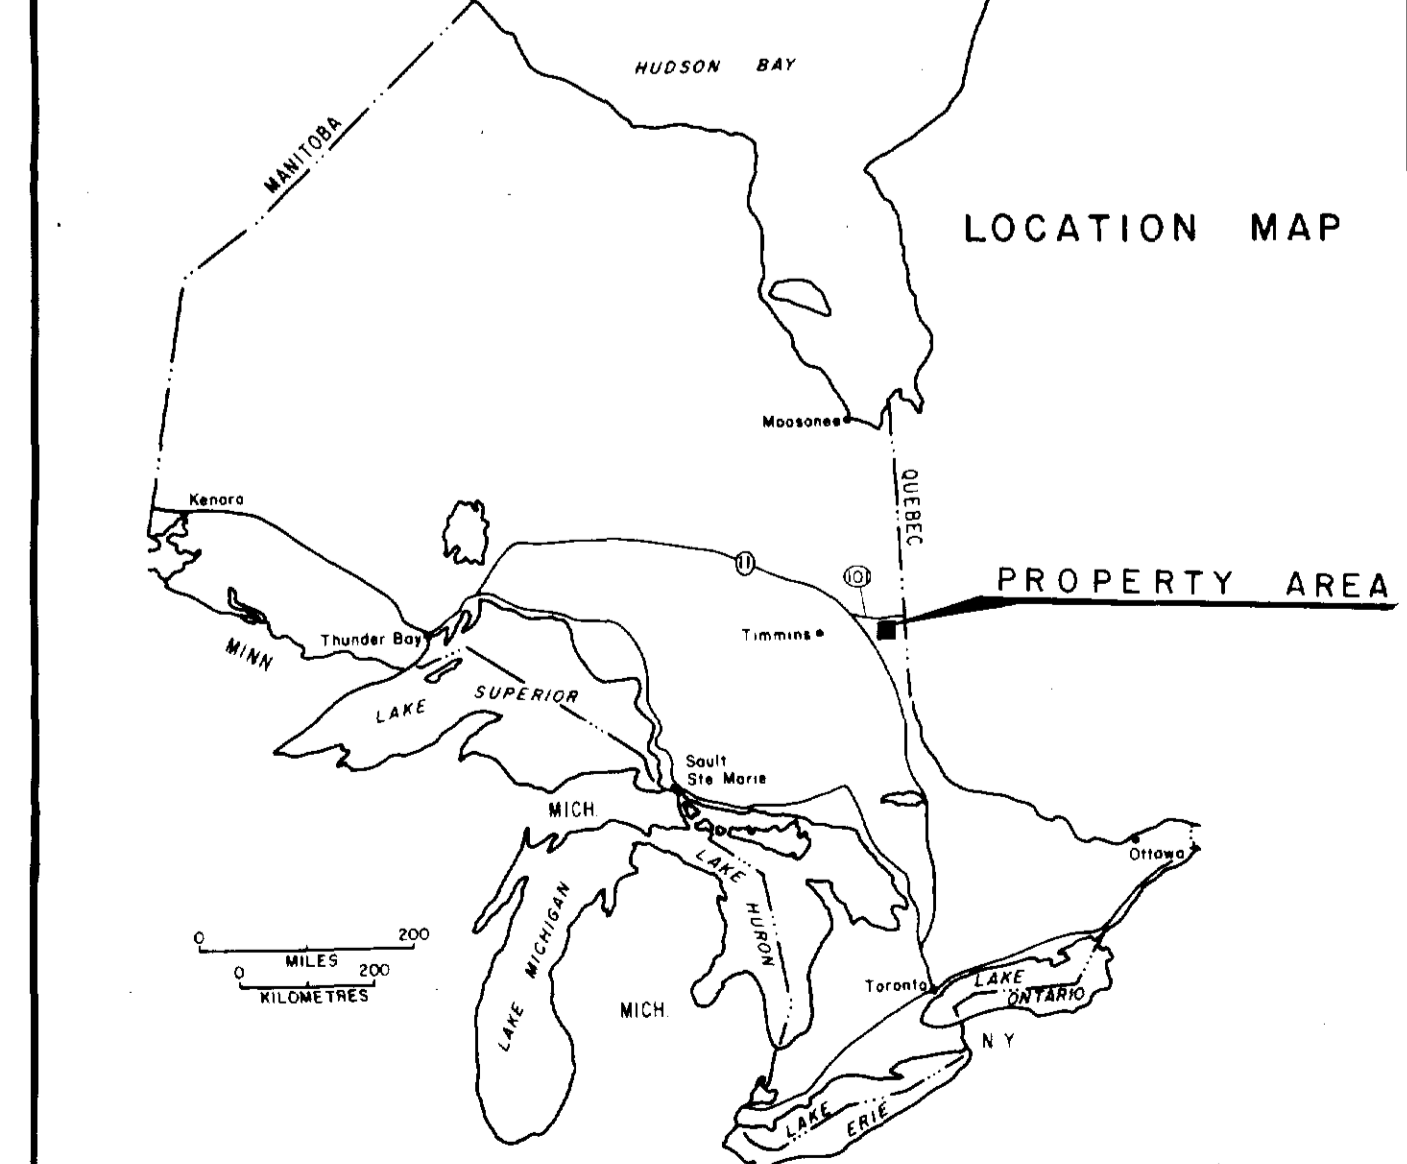 HUDSON BAY
MANITOBA
LOCATION MAP
Moosonee
QUEBEC
Kenora
11
101
PROPERTY AREA
Timmins
Thunder Bay
MINN
LAKE SUPERIOR
Sault
Ste Marie
MICH.
LAKE HURON
Ottawa
LAKE MICHIGAN
0 200
MILES
0 200
KILOMETRES
MICH.
Toronto
LAKE
ONTARIO
N Y
LAKE
ERIE